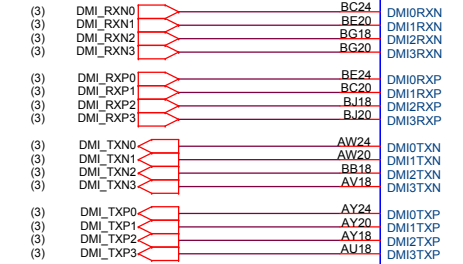 (3) DMI_RXN0 BC24 DMI0RXN
(3) DMI_RXN1 BE20 DMI1RXN
(3) DMI_RXN2 BG18 DMI2RXN
(3) DMI_RXN3 BG20 DMI3RXN
(3) DMI_RXP0 BE24 DMI0RXP
(3) DMI_RXP1 BC20 DMI1RXP
(3) DMI_RXP2 BJ18 DMI2RXP
(3) DMI_RXP3 BJ20 DMI3RXP
(3) DMI_TXN0 AW24 DMI0TXN
(3) DMI_TXN1 AW20 DMI1TXN
(3) DMI_TXN2 BB18 DMI2TXN
(3) DMI_TXN3 AV18 DMI3TXN
(3) DMI_TXP0 AY24 DMI0TXP
(3) DMI_TXP1 AY20 DMI1TXP
(3) DMI_TXP2 AY18 DMI2TXP
(3) DMI_TXP3 AU18 DMI3TXP